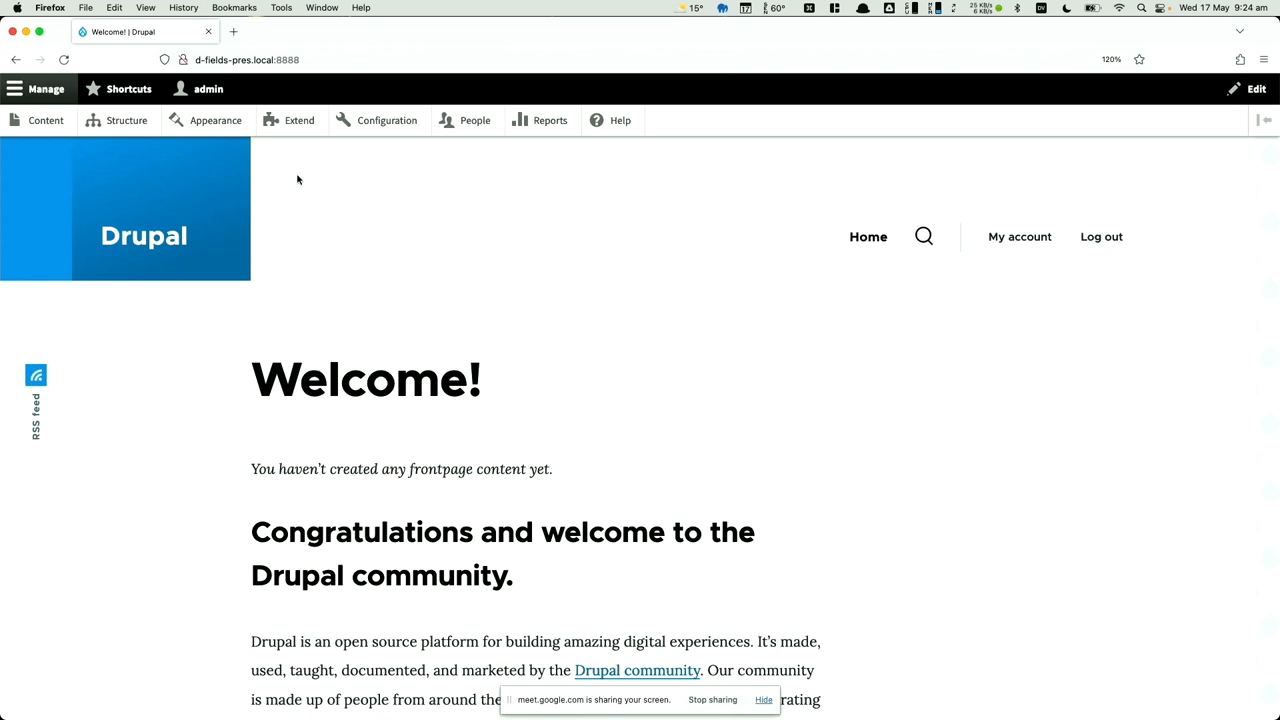 Firefox File Edit View History Bookmarks Tools Window Help 15° 60° 25 KB/s 6 KB/s Wed 17 May 9:24 am
Welcome! | Drupal
d-fields-pres.local:8888 120%
Manage Shortcuts admin Edit
Content Structure Appearance Extend Configuration People Reports Help
Drupal
Home My account Log out
RSS feed
Welcome!
You haven't created any frontpage content yet.
Congratulations and welcome to the
Drupal community.
Drupal is an open source platform for building amazing digital experiences. It's made,
used, taught, documented, and marketed by the Drupal community. Our community
is made up of people from around the rating
meet.google.com is sharing your screen. Stop sharing Hide